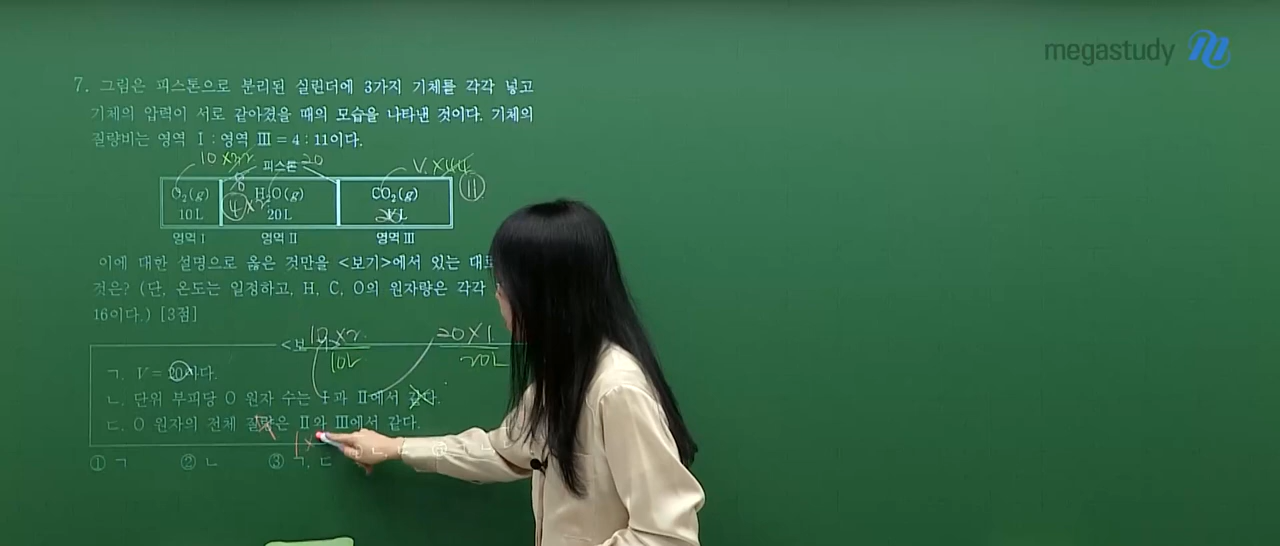 megastudy
7. 그림은 피스톤으로 분리된 실린더에 3가지 기체를 각각 넣고
기체의 압력이 서로 같아졌을 때의 모습을 나타낸 것이다. 기체의
질량비는 영역 Ⅰ : 영역 Ⅲ = 4 : 11이다.
피스톤
20
O₂(g)
H₂O(g)
CO₂(g)
11
10 L
4
20 L
L
영역 Ⅰ
영역 Ⅱ
영역 Ⅲ
이에 대한 설명으로 옳은 것만을 <보기>에서 있는 대로
것은? (단, 온도는 일정하고, H, C, O의 원자량은 각각
16이다.) [3점]
10×2
20×1
10L
20L
ㄱ. V = 20이다.
ㄴ. 단위 부피당 O 원자 수는 Ⅰ과 Ⅱ에서 같다.
ㄷ. O 원자의 전체 질량은 Ⅱ와 Ⅲ에서 같다.
① ㄱ
② ㄴ
③ ㄱ, ㄷ